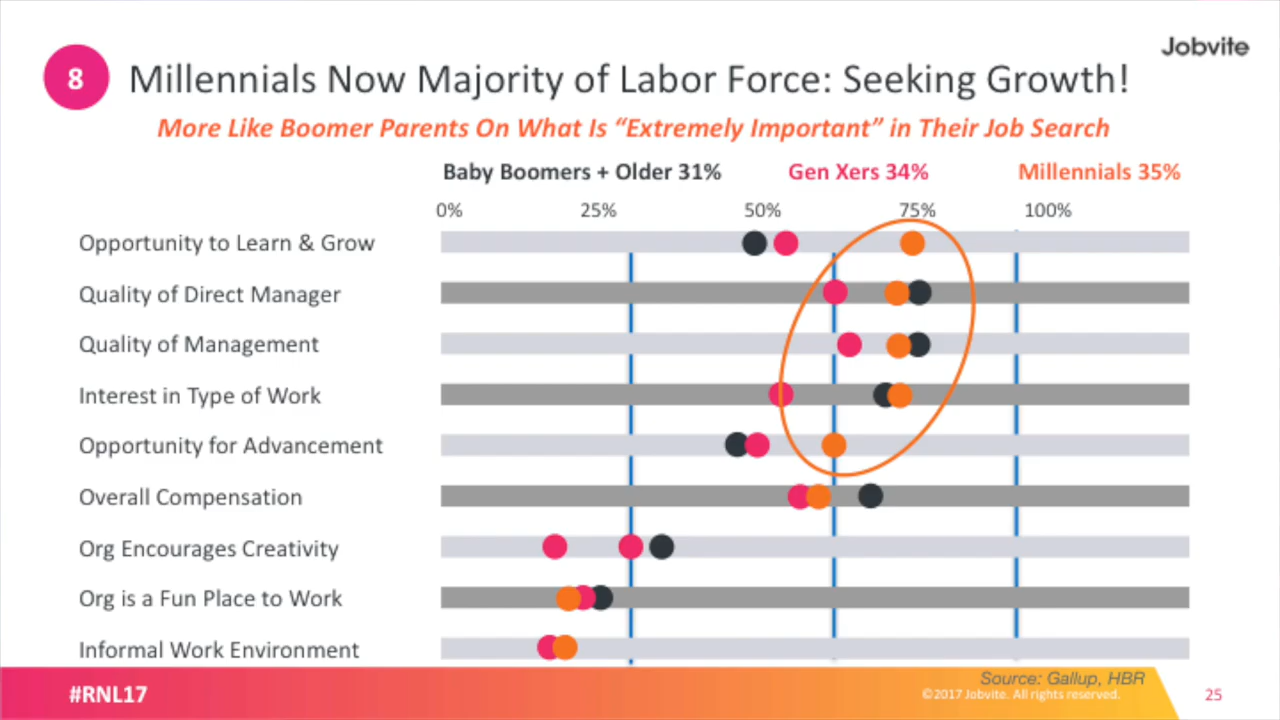 Jobvite
8
Millennials Now Majority of Labor Force: Seeking Growth!
More Like Boomer Parents On What Is “Extremely Important” in Their Job Search
Baby Boomers + Older 31% Gen Xers 34% Millennials 35%
0% 25% 50% 75% 100%
Opportunity to Learn & Grow
Quality of Direct Manager
Quality of Management
Interest in Type of Work
Opportunity for Advancement
Overall Compensation
Org Encourages Creativity
Org is a Fun Place to Work
Informal Work Environment
Source: Gallup, HBR
#RNL17 ©2017 Jobvite. All rights reserved. 25